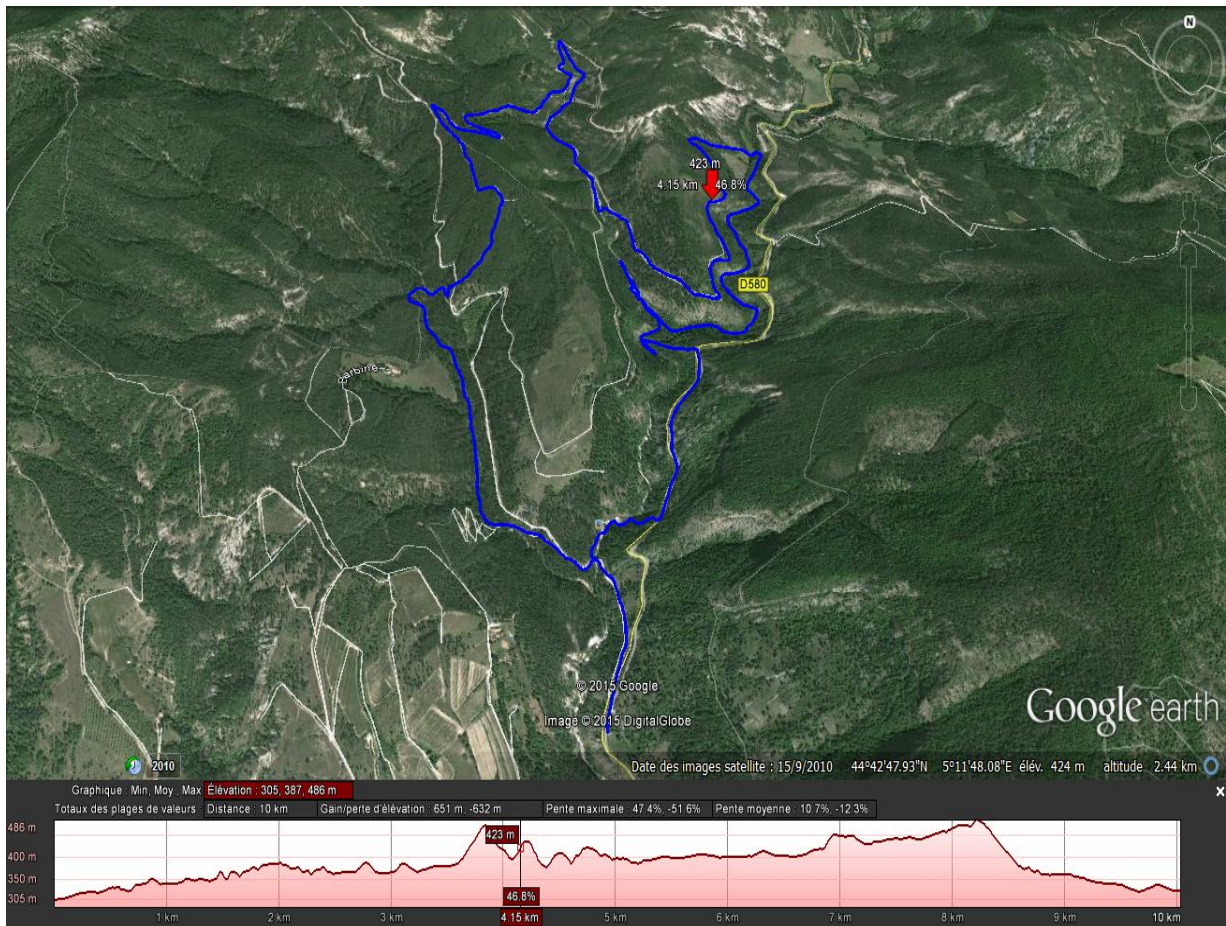 N
423 m
4.15 km 46.8%
D580
Barbine
© 2015 Google
Image © 2015 DigitalGlobe
Google earth
2010
Date des images satellite : 15/9/2010 44°42'47.93"N 5°11'48.08"E élév. 424 m altitude 2.44 km
Graphique : Min, Moy., Max Élévation : 305, 387, 486 m
Totaux des plages de valeurs : Distance : 10 km Gain/perte d'élévation : 651 m, -632 m Pente maximale : 47.4%, -51.6% Pente moyenne : 10.7%, -12.3%
486 m
423 m
400 m
350 m
305 m
46.8%
1 km 2 km 3 km 4.15 km 5 km 6 km 7 km 8 km 9 km 10 km